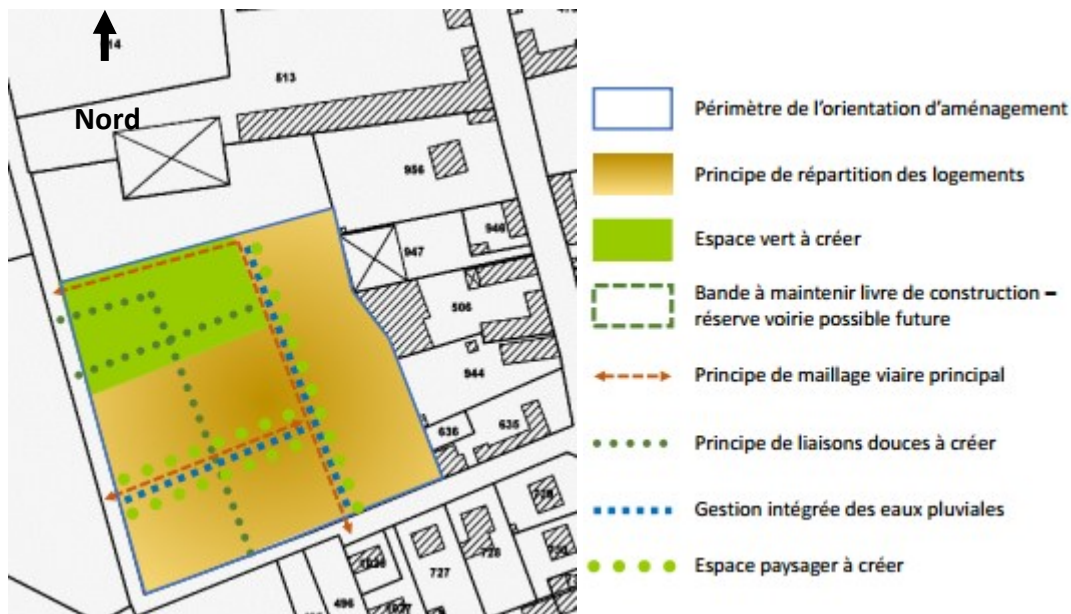 513
Nord
956
946
947
506
944
636
635
727
496
Périmètre de l'orientation d'aménagement
Principe de répartition des logements
Espace vert à créer
Bande à maintenir livre de construction –
réserve voirie possible future
Principe de maillage viaire principal
Principe de liaisons douces à créer
Gestion intégrée des eaux pluviales
Espace paysager à créer